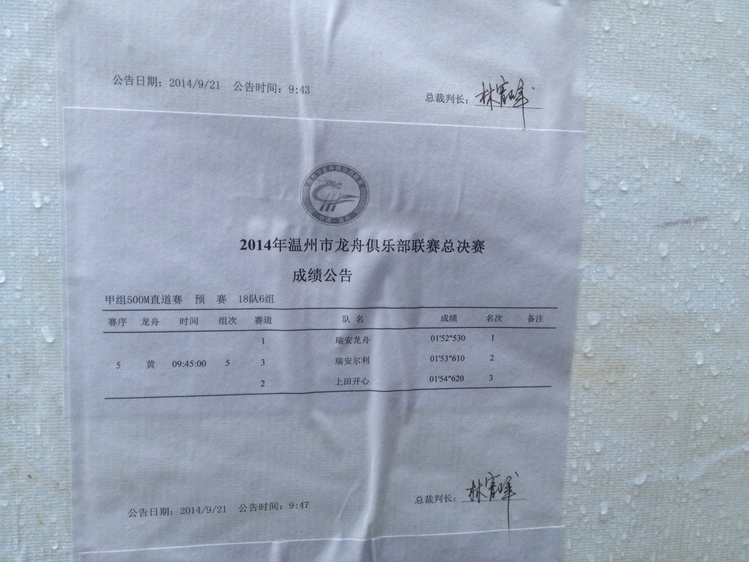 公告日期：2014/9/21 公告时间：9:43
总裁判长：
2014年温州市龙舟俱乐部联赛总决赛
成绩公告
甲组500M直道赛 预 赛 18队6组
赛序 龙舟 时间 组次 赛道 队 名 成绩 名次 备注
1 瑞安龙舟 01'52"530 1
5 黄 09:45:00 5 3 瑞安尔利 01'53"610 2
2 上田开心 01'54"620 3
公告日期：2014/9/21 公告时间：9:47
总裁判长：